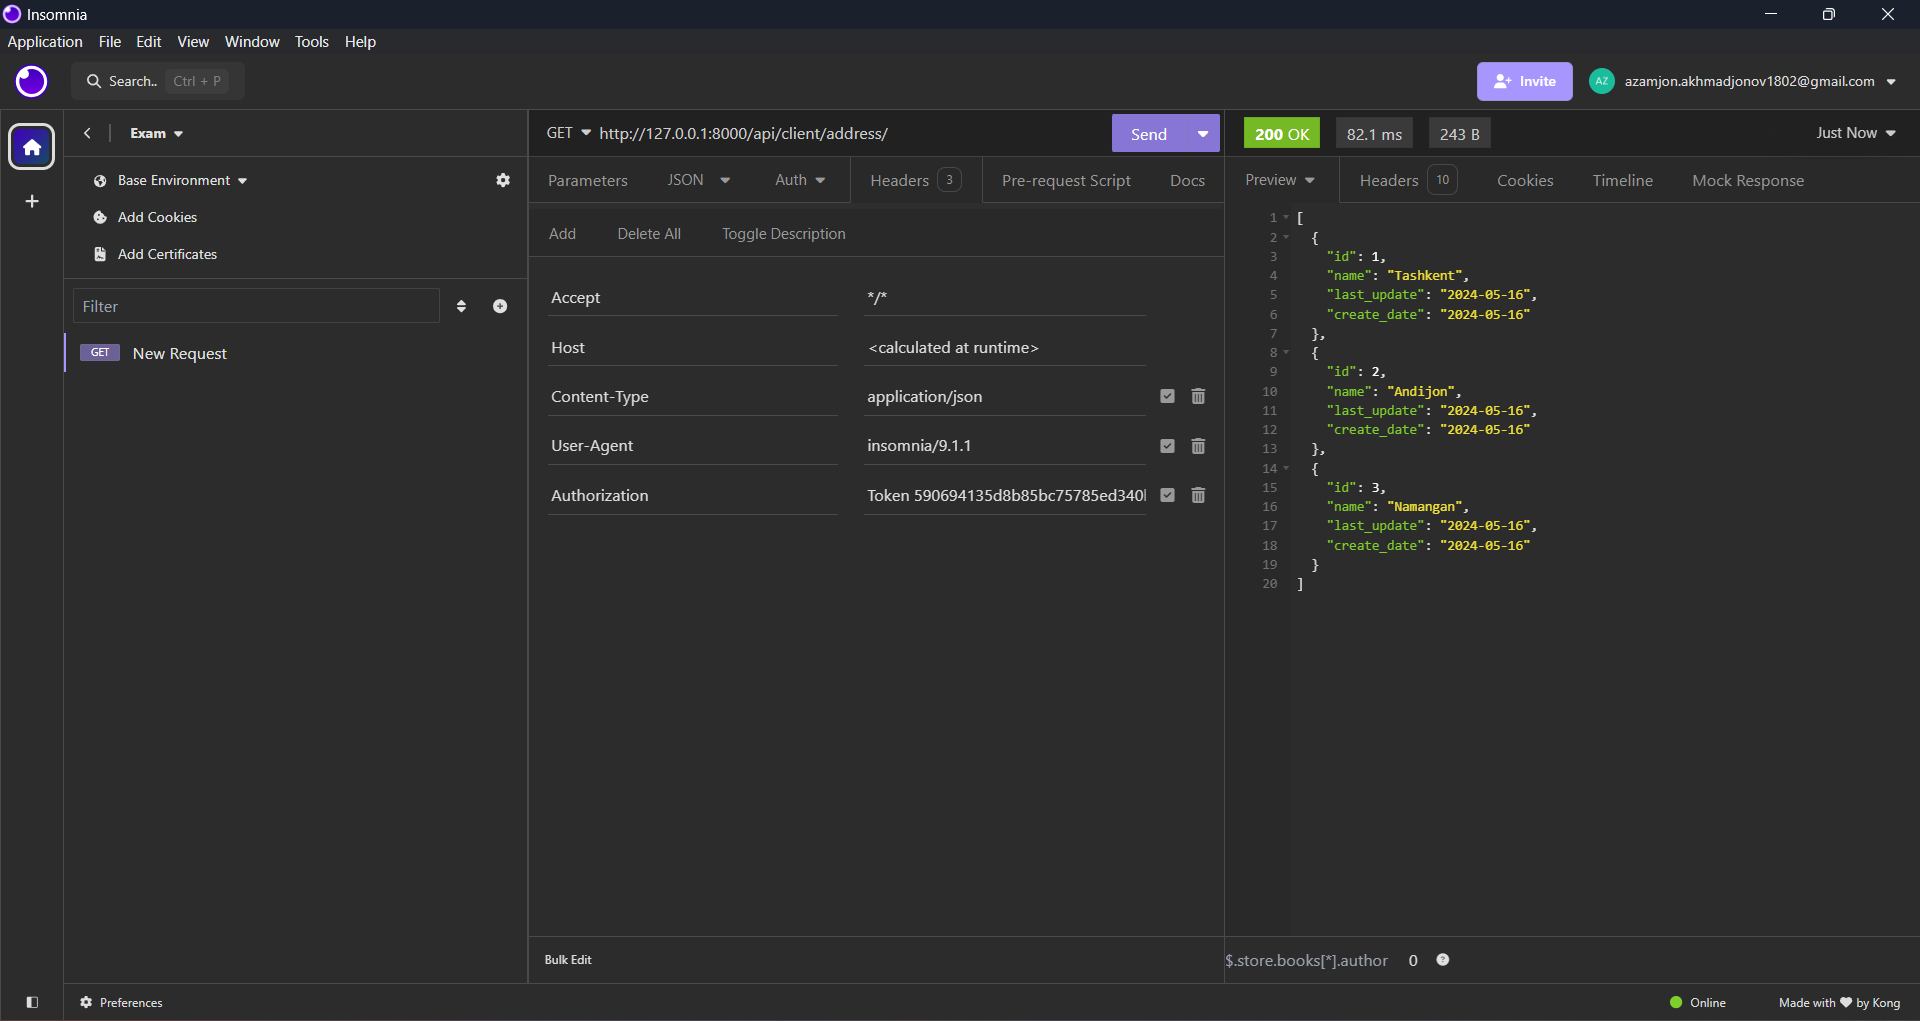 Insomnia
Application File Edit View Window Tools Help
Search.. Ctrl + P
Invite
AZ azamjon.akhmadjonov1802@gmail.com
Exam
Base Environment
Add Cookies
Add Certificates
Filter
GET New Request
GET http://127.0.0.1:8000/api/client/address/ Send
Parameters JSON Auth Headers 3 Pre-request Script Docs
Add Delete All Toggle Description
Accept */*
Host <calculated at runtime>
Content-Type application/json
User-Agent insomnia/9.1.1
Authorization Token 590694135d8b85bc75785ed340
Bulk Edit
200 OK 82.1 ms 243 B Just Now
Preview Headers 10 Cookies Timeline Mock Response
1 [
2 {
3 "id": 1,
4 "name": "Tashkent",
5 "last_update": "2024-05-16",
6 "create_date": "2024-05-16"
7 },
8 {
9 "id": 2,
10 "name": "Andijon",
11 "last_update": "2024-05-16",
12 "create_date": "2024-05-16"
13 },
14 {
15 "id": 3,
16 "name": "Namangan",
17 "last_update": "2024-05-16",
18 "create_date": "2024-05-16"
19 }
20 ]
$.store.books[*].author 0 ?
Preferences
Online Made with ❤ by Kong